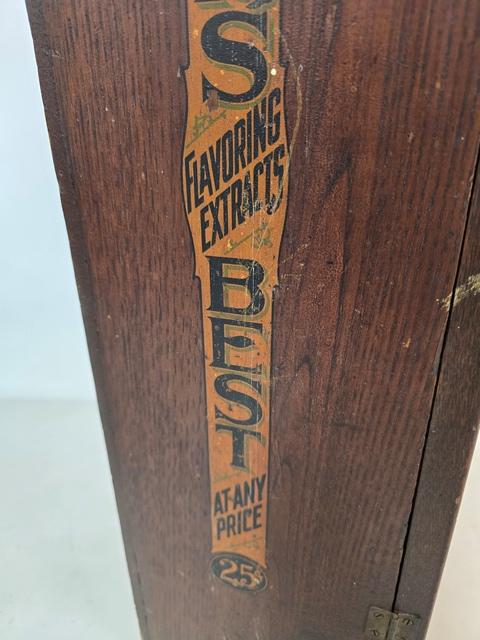 S
FLAVORING
EXTRACTS
BEST
AT ANY
PRICE
25¢